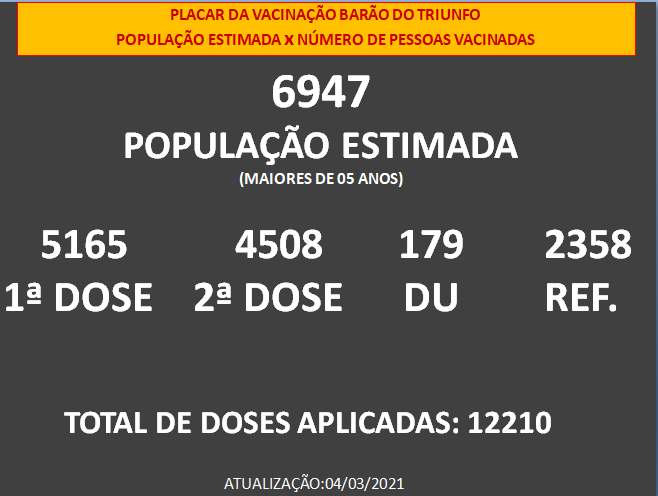 PLACAR DA VACINAÇÃO BARÃO DO TRIUNFO
POPULAÇÃO ESTIMADA X NÚMERO DE PESSOAS VACINADAS
6947
POPULAÇÃO ESTIMADA
(MAIORES DE 05 ANOS)
5165 4508 179 2358
1ª DOSE 2ª DOSE DU REF.
TOTAL DE DOSES APLICADAS: 12210
ATUALIZAÇÃO:04/03/2021